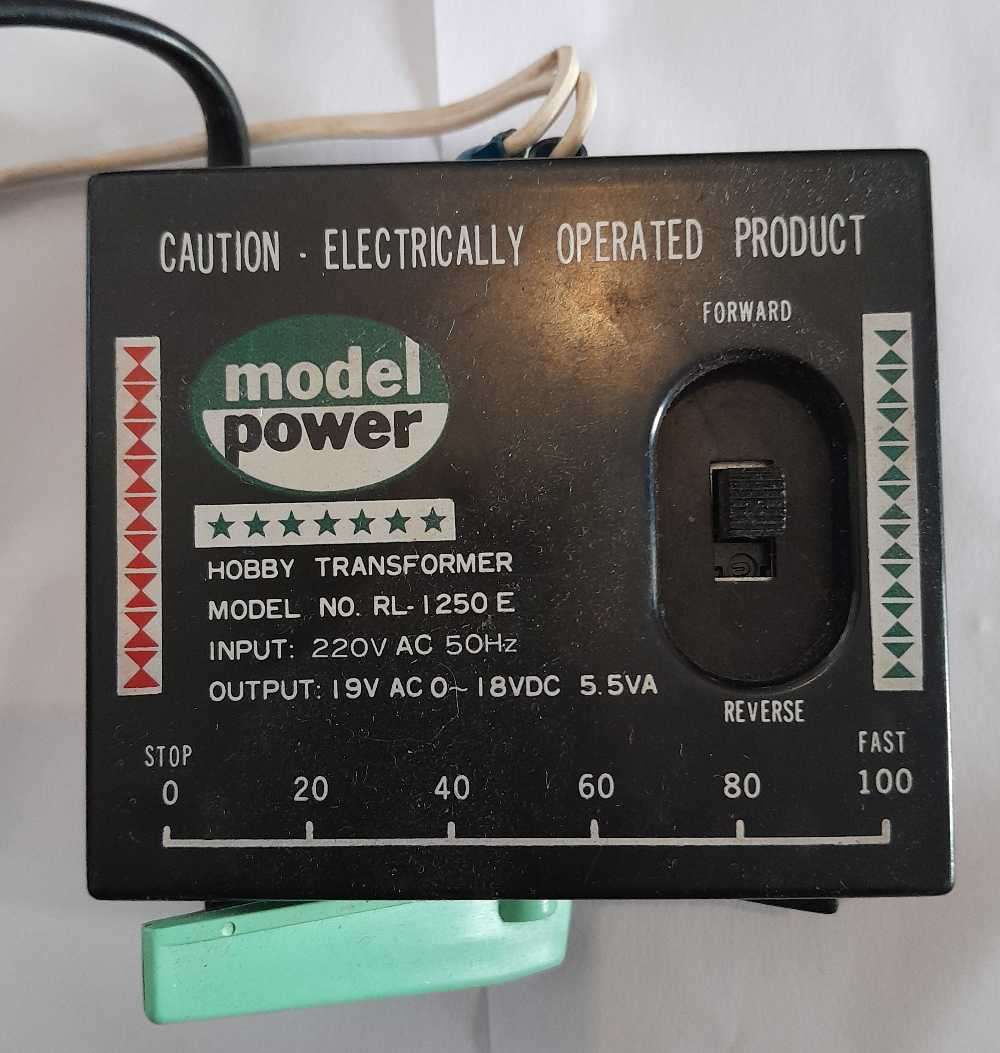 CAUTION - ELECTRICALLY OPERATED PRODUCT
FORWARD
model
power
HOBBY TRANSFORMER
MODEL NO. RL-1250 E
INPUT: 220V AC 50Hz
OUTPUT: 19V AC 0~18VDC 5.5VA
REVERSE
STOP FAST
0 20 40 60 80 100